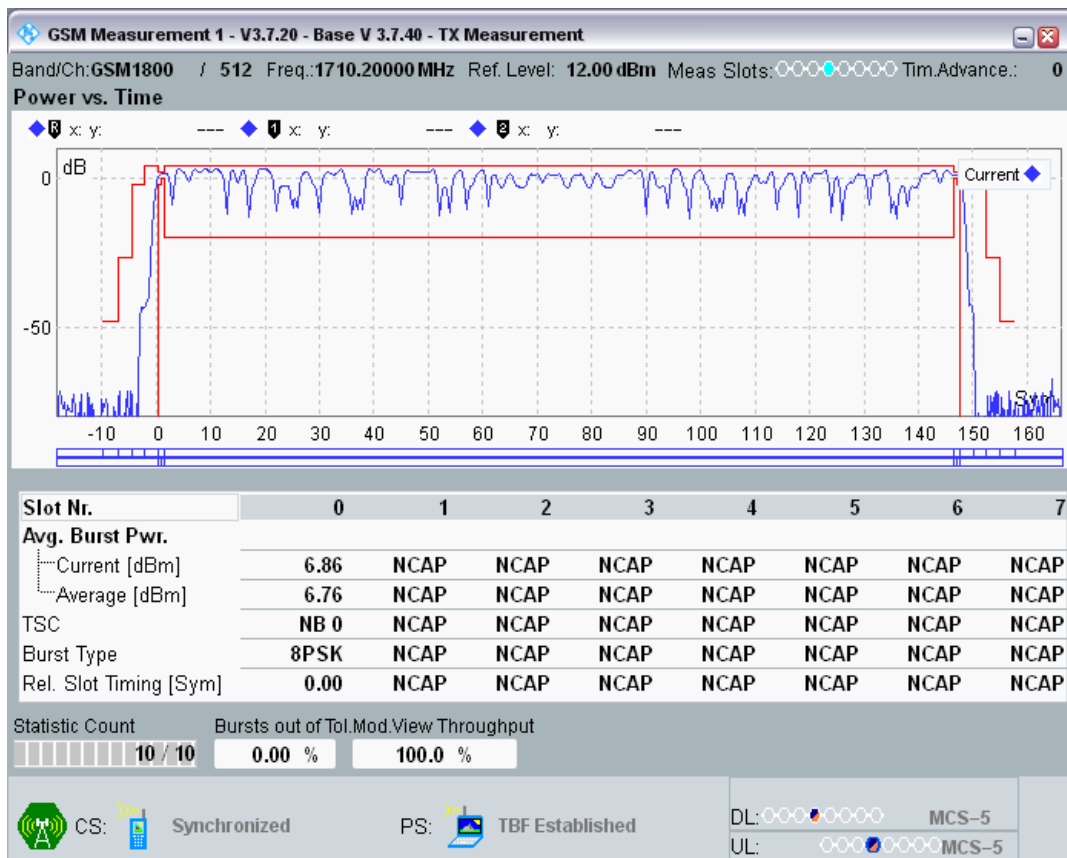 GSM Measurement 1 - V3.7.20 - Base V 3.7.40 - TX Measurement
Band/Ch:GSM1800 / 512 Freq.:1710.20000 MHz Ref. Level: 12.00 dBm Meas Slots: Tim.Advance.: 0
Power vs. Time
R x: y: --- 1 x: y: --- 2 x: y: ---
dB
0
Current
-50
Sym
-10 0 10 20 30 40 50 60 70 80 90 100 110 120 130 140 150 160
Slot Nr. 0 1 2 3 4 5 6 7
Avg. Burst Pwr.
Current [dBm] 6.86 NCAP NCAP NCAP NCAP NCAP NCAP NCAP
Average [dBm] 6.76 NCAP NCAP NCAP NCAP NCAP NCAP NCAP
TSC NB 0 NCAP NCAP NCAP NCAP NCAP NCAP NCAP
Burst Type 8PSK NCAP NCAP NCAP NCAP NCAP NCAP NCAP
Rel. Slot Timing [Sym] 0.00 NCAP NCAP NCAP NCAP NCAP NCAP NCAP
Statistic Count Bursts out of Tol.Mod.View Throughput
10 / 10 0.00 % 100.0 %
CS: Synchronized PS: TBF Established
DL: MCS-5
UL: MCS-5